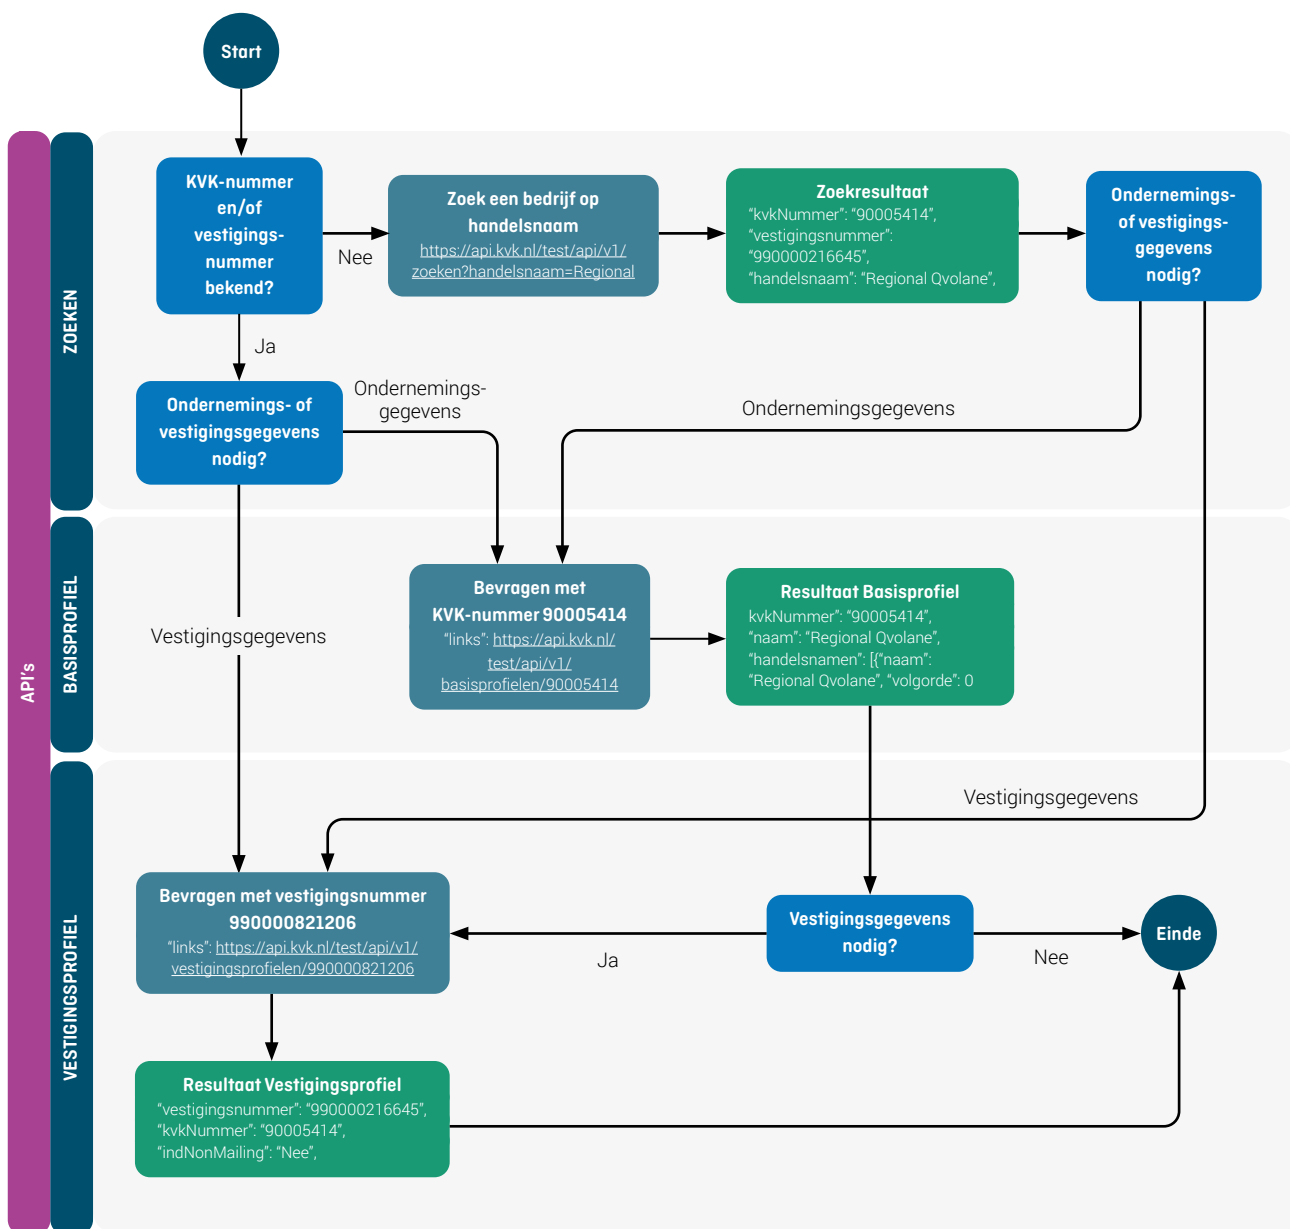 Start
API's
ZOEKEN
KVK-nummer
en/of
vestigings-
nummer
bekend?
Nee
Zoek een bedrijf op
handelsnaam
https://api.kvk.nl/test/api/v1/
zoeken?handelsnaam=Regional
Zoekresultaat
“kvkNummer”: “90005414”,
“vestigingsnummer”:
“990000216645”,
“handelsnaam”: “Regional Qvolane”,
Ondernemings-
of vestigings-
gegevens
nodig?
Ja
Ondernemings- of
vestigingsgegevens
nodig?
Ondernemings-
gegevens
Ondernemingsgegevens
BASISPROFIEL
Vestigingsgegevens
Bevragen met
KVK-nummer 90005414
“links”: https://api.kvk.nl/
test/api/v1/
basisprofielen/90005414
Resultaat Basisprofiel
kvkNummer”: “90005414”,
“naam”: “Regional Qvolane”,
“handelsnamen”: [{“naam”:
“Regional Qvolane”, “volgorde”: 0
VESTIGINGSPROFIEL
Vestigingsgegevens
Bevragen met vestigingsnummer
990000821206
“links”: https://api.kvk.nl/test/api/v1/
vestigingsprofielen/990000821206
Ja
Vestigingsgegevens
nodig?
Nee
Einde
Resultaat Vestigingsprofiel
“vestigingsnummer”: “990000216645”,
“kvkNummer”: “90005414”,
“indNonMailing”: “Nee”,